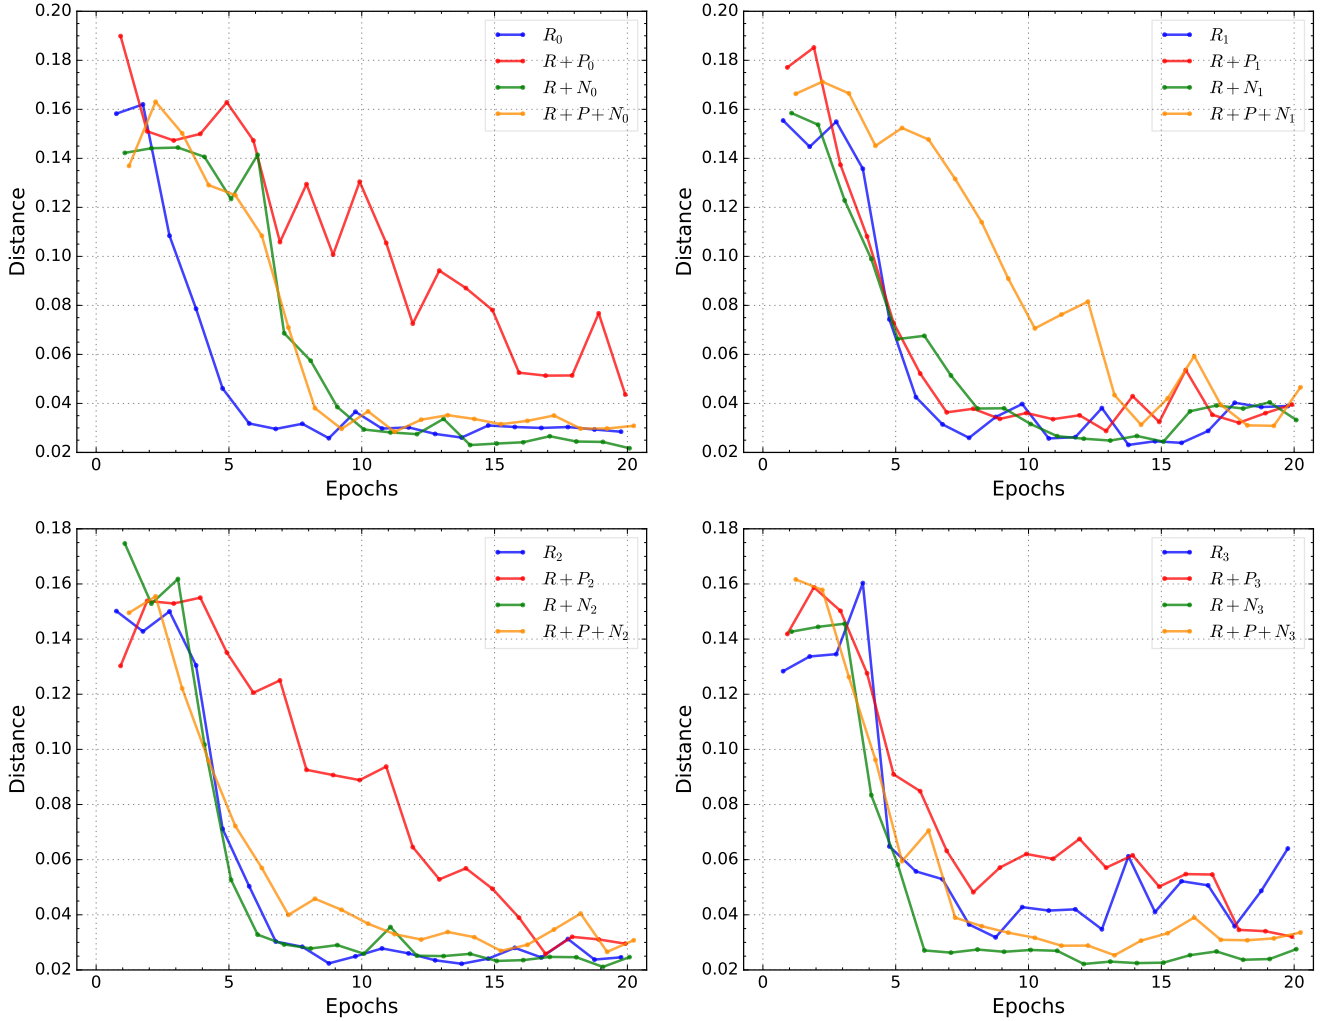 0.20
0.18
0.16
0.14
0.12
0.10
0.08
0.06
0.04
0.02
Distance
0 5 10 15 20
Epochs
R₀
R + P₀
R + N₀
R + P + N₀
0.20
0.18
0.16
0.14
0.12
0.10
0.08
0.06
0.04
0.02
Distance
0 5 10 15 20
Epochs
R₁
R + P₁
R + N₁
R + P + N₁
0.18
0.16
0.14
0.12
0.10
0.08
0.06
0.04
0.02
Distance
0 5 10 15 20
Epochs
R₂
R + P₂
R + N₂
R + P + N₂
0.18
0.16
0.14
0.12
0.10
0.08
0.06
0.04
0.02
Distance
0 5 10 15 20
Epochs
R₃
R + P₃
R + N₃
R + P + N₃